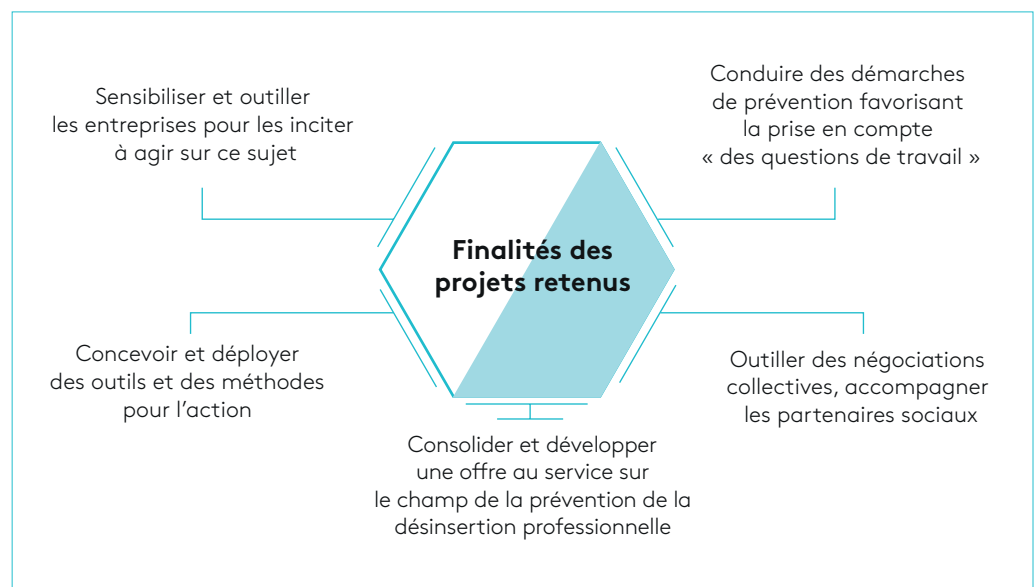 Sensibiliser et outiller
les entreprises pour les inciter
à agir sur ce sujet
Conduire des démarches
de prévention favorisant
la prise en compte
« des questions de travail »
Finalités des
projets retenus
Concevoir et déployer
des outils et des méthodes
pour l’action
Outiller des négociations
collectives, accompagner
les partenaires sociaux
Consolider et développer
une offre au service sur
le champ de la prévention de la
désinsertion professionnelle